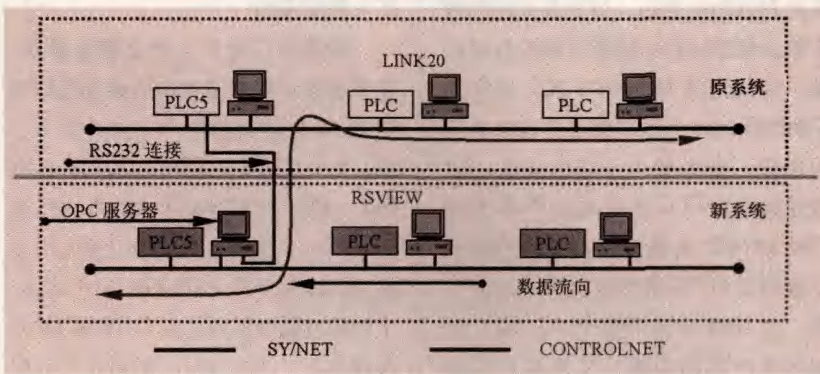 LINK20
原系统
PLC5
PLC
PLC
RS232 连接
RSVIEW
新系统
OPC 服务器
PLC5
PLC
PLC
数据流向
SY/NET
CONTROLNET